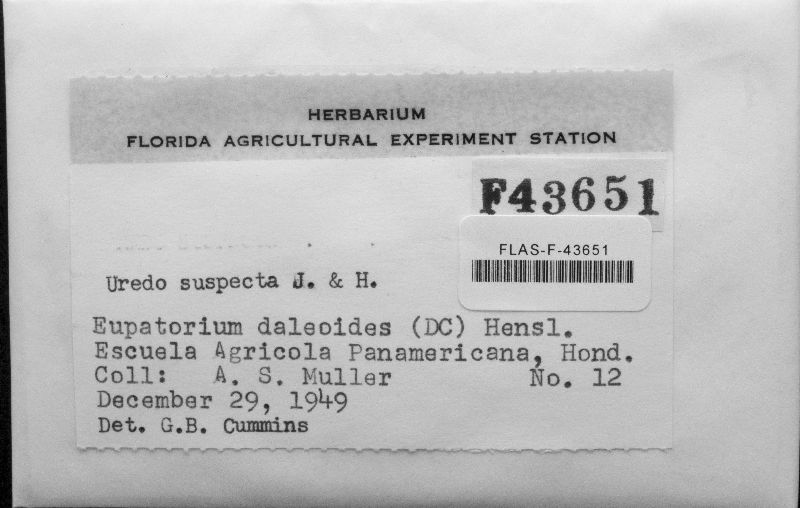 HERBARIUM
FLORIDA AGRICULTURAL EXPERIMENT STATION
F43651
FLAS-F-43651
Uredo suspecta J. & H.
Eupatorium daleoides (DC) Hensl.
Escuela Agricola Panamericana, Hond.
Coll: A. S. Muller No. 12
December 29, 1949
Det. G.B. Cummins